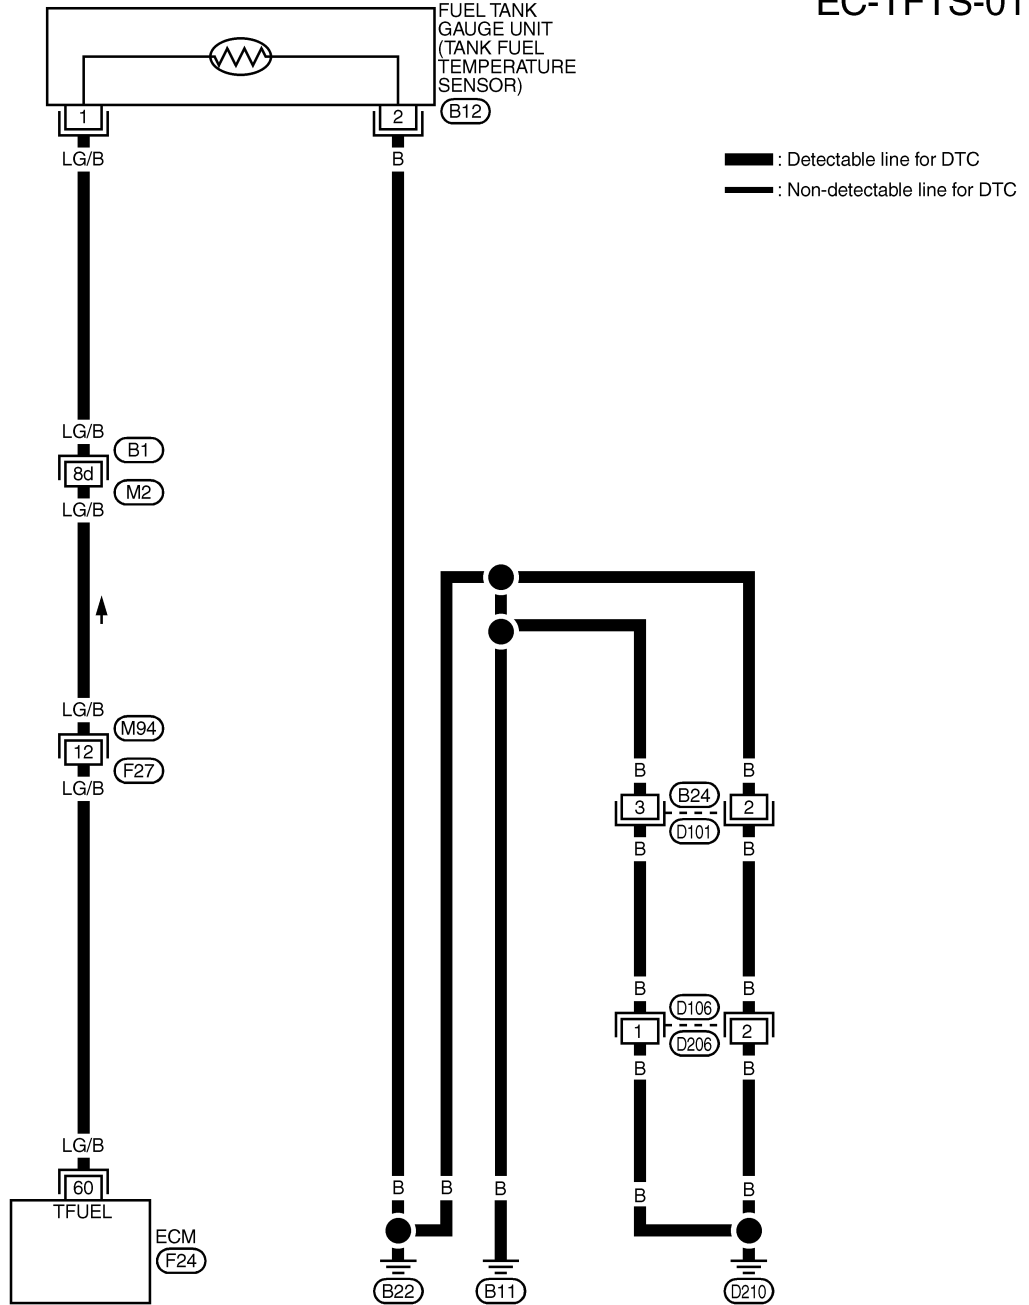 EC-TFTS-01
FUEL TANK
GAUGE UNIT
(TANK FUEL
TEMPERATURE
SENSOR)
B12
1
2
LG/B
B
: Detectable line for DTC
: Non-detectable line for DTC
LG/B
B1
8d
M2
LG/B
LG/B
M94
12
F27
LG/B
B
B
3
B24
2
D101
B
B
B
B
D106
1
2
D206
B
B
LG/B
60
TFUEL
ECM
F24
B
B
B
B
B
B22
B11
D210